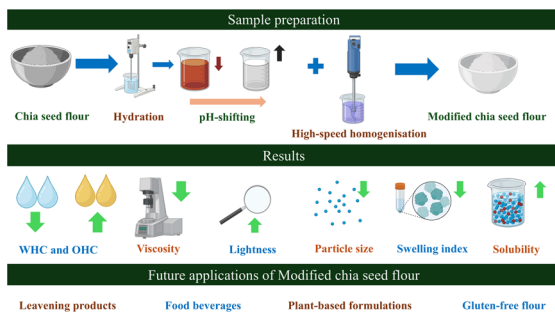 Sample preparation
Chia seed flour
Hydration
pH-shifting
High-speed homogenisation
Modified chia seed flour
Results
WHC and OHC
Viscosity
Lightness
Particle size
Swelling index
Solubility
Future applications of Modified chia seed flour
Leavening products
Food beverages
Plant-based formulations
Gluten-free flour